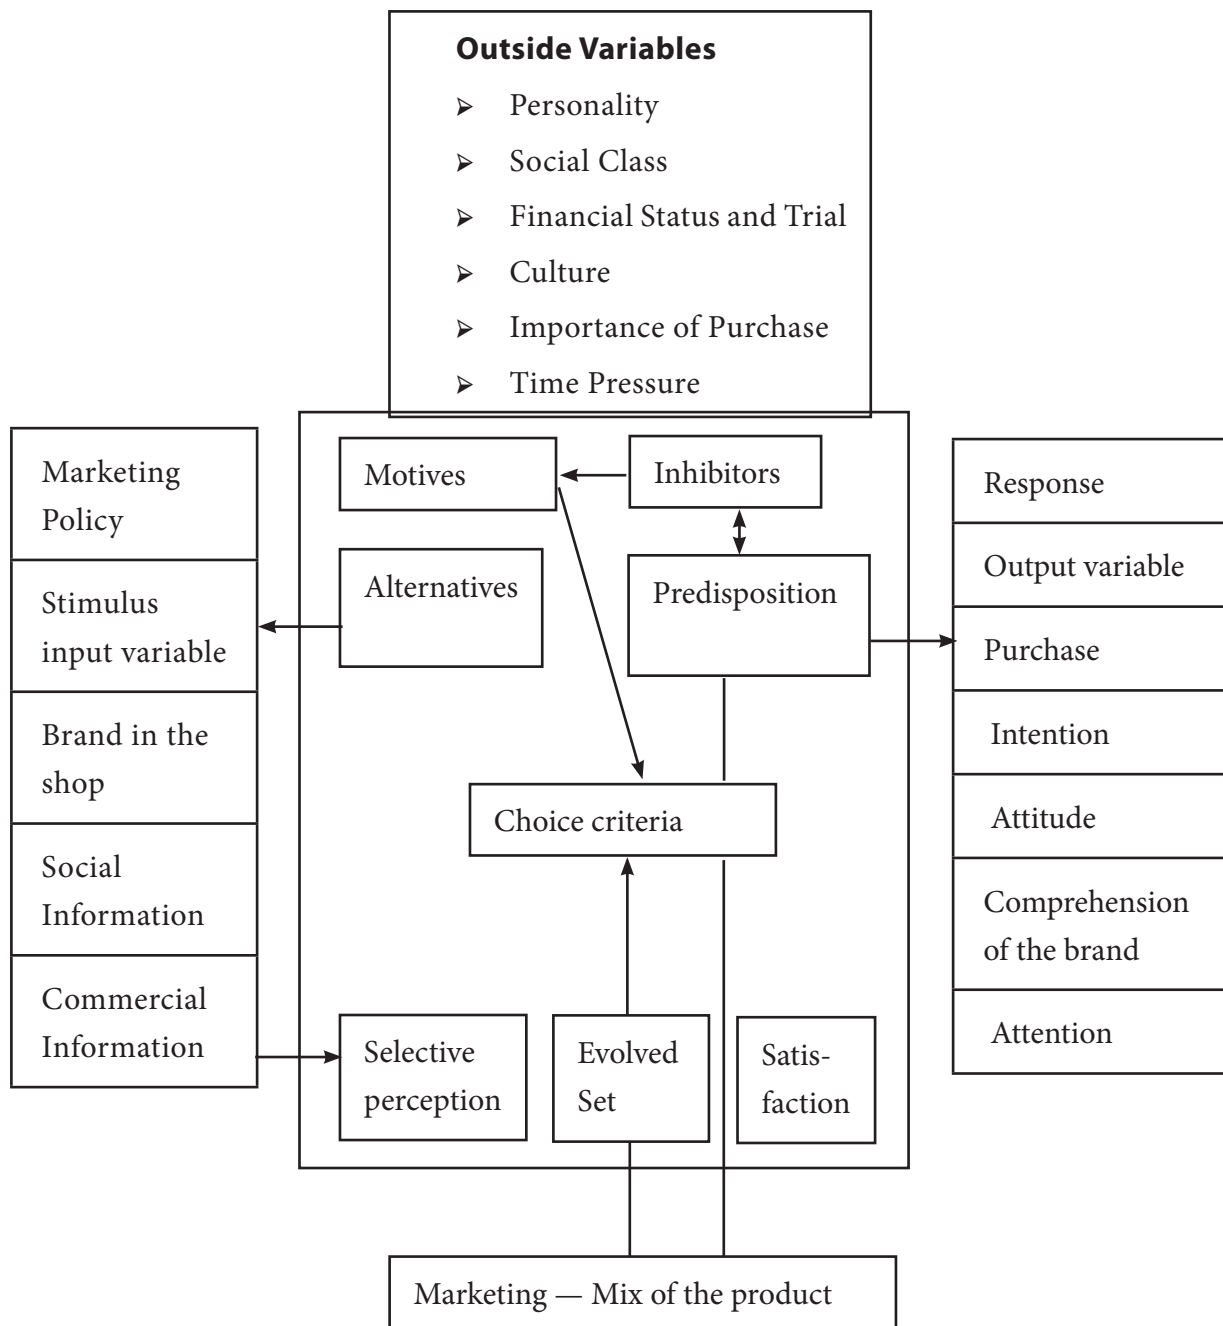 Outside Variables
➢ Personality
➢ Social Class
➢ Financial Status and Trial
➢ Culture
➢ Importance of Purchase
➢ Time Pressure
Marketing
Policy
Stimulus
input variable
Brand in the
shop
Social
Information
Commercial
Information
Motives
Inhibitors
Alternatives
Predisposition
Choice criteria
Selective
perception
Evolved
Set
Satis-
faction
Response
Output variable
Purchase
Intention
Attitude
Comprehension
of the brand
Attention
Marketing — Mix of the product